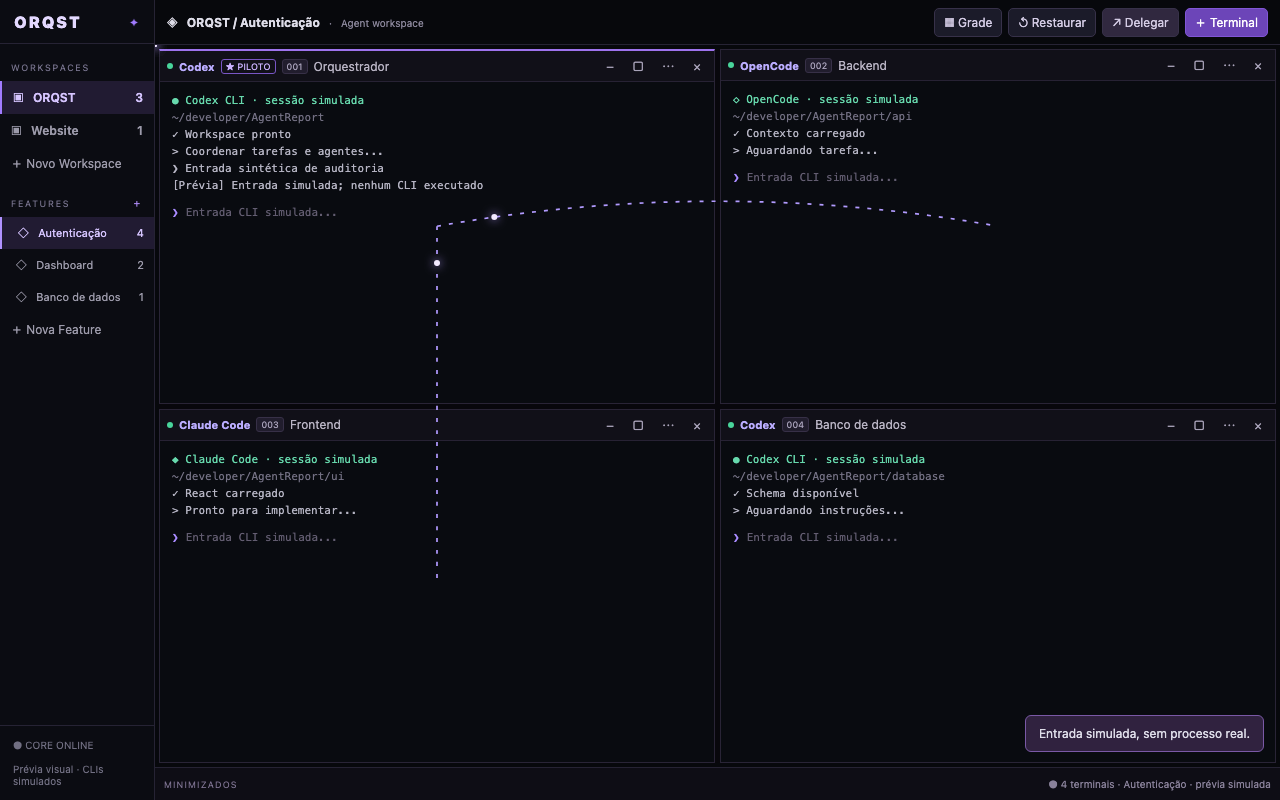 ORQST ✦
ORQST / Autenticação · Agent workspace
Grade
Restaurar
↗ Delegar
+ Terminal
WORKSPACES
ORQST 3
Website 1
+ Novo Workspace
FEATURES +
Autenticação 4
Dashboard 2
Banco de dados 1
+ Nova Feature
CORE ONLINE
Prévia visual · CLIs
simulados
Codex ★ PILOTO 001 Orquestrador
● Codex CLI · sessão simulada
~/developer/AgentReport
✓ Workspace pronto
> Coordenar tarefas e agentes...
❯ Entrada sintética de auditoria
[Prévia] Entrada simulada; nenhum CLI executado
❯ Entrada CLI simulada...
OpenCode 002 Backend
◇ OpenCode · sessão simulada
~/developer/AgentReport/api
✓ Contexto carregado
> Aguardando tarefa...
❯ Entrada CLI simulada...
Claude Code 003 Frontend
◆ Claude Code · sessão simulada
~/developer/AgentReport/ui
✓ React carregado
> Pronto para implementar...
❯ Entrada CLI simulada...
Codex 004 Banco de dados
● Codex CLI · sessão simulada
~/developer/AgentReport/database
✓ Schema disponível
> Aguardando instruções...
❯ Entrada CLI simulada...
Entrada simulada, sem processo real.
MINIMIZADOS
4 terminais · Autenticação · prévia simulada